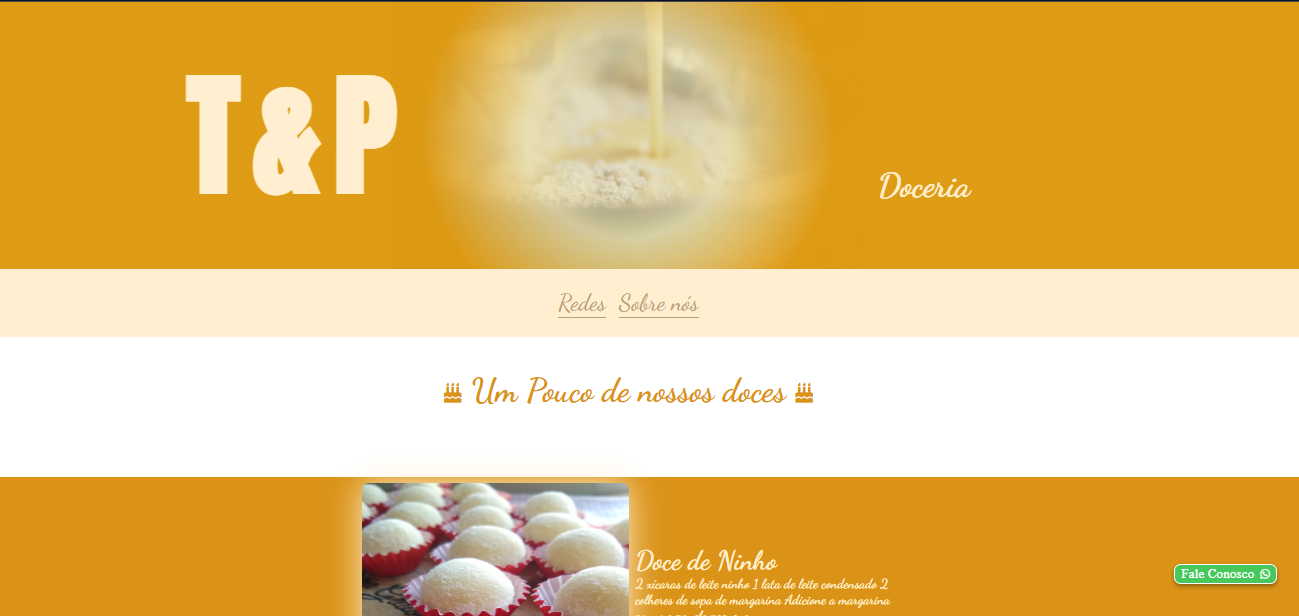 T&P
Doceria
Redes Sobre nós
Um Pouco de nossos doces
Doce de Ninho
2 xícaras de leite ninho 1 lata de leite condensado 2
colheres de sopa de margarina Adicione a margarina
Fale Conosco